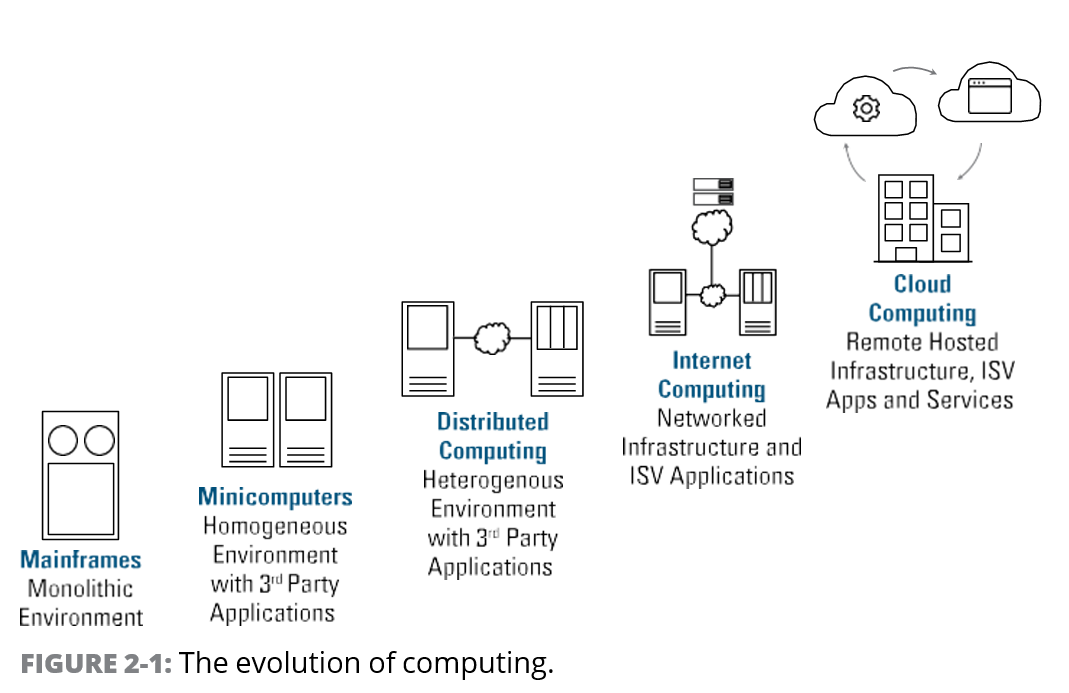 Mainframes
Monolithic
Environment
Minicomputers
Homogeneous
Environment
with 3rd Party
Applications
Distributed
Computing
Heterogenous
Environment
with 3rd Party
Applications
Internet
Computing
Networked
Infrastructure and
ISV Applications
Cloud
Computing
Remote Hosted
Infrastructure, ISV
Apps and Services
FIGURE 2-1: The evolution of computing.